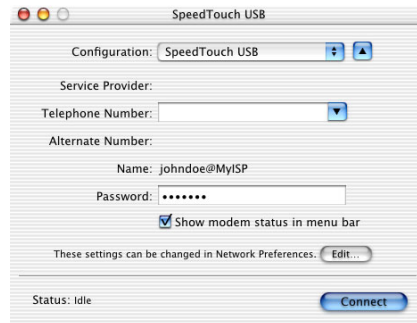 SpeedTouch USB
Configuration: SpeedTouch USB
Service Provider:
Telephone Number:
Alternate Number:
Name: johndoe@MyISP
Password: •••••••
Show modem status in menu bar
These settings can be changed in Network Preferences. Edit...
Status: Idle
Connect